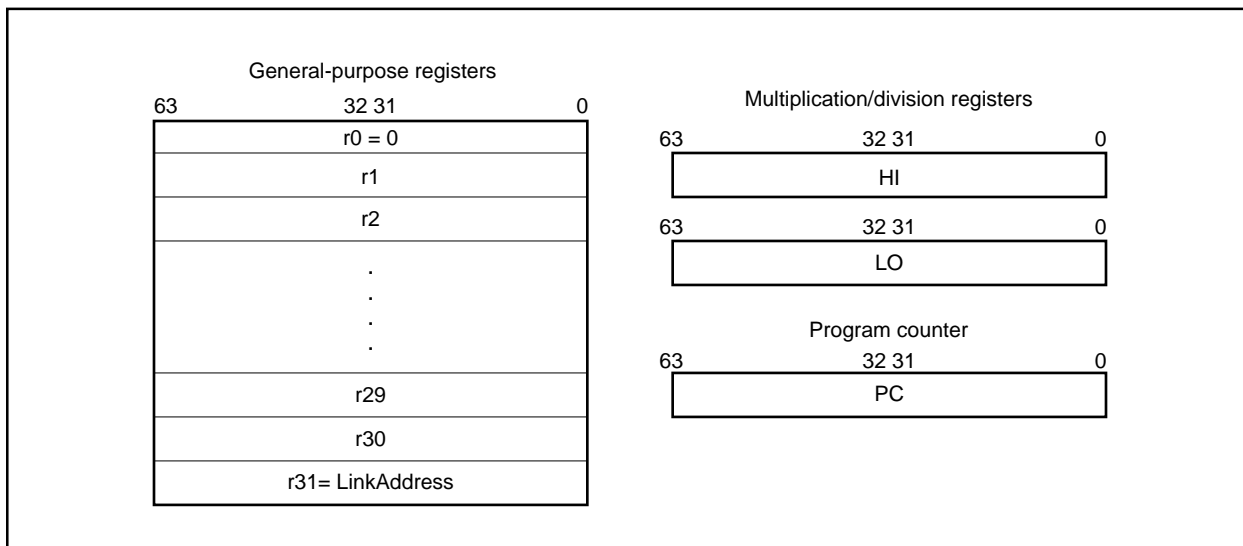 General-purpose registers
63 32 31 0
r0 = 0
r1
r2
.
.
.
.
r29
r30
r31= LinkAddress
Multiplication/division registers
63 32 31 0
HI
63 32 31 0
LO
Program counter
63 32 31 0
PC